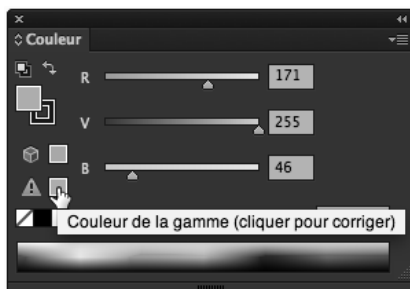 Couleur
R 171
V 255
B 46
Couleur de la gamme (cliquer pour corriger)